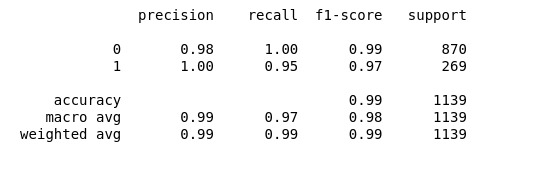 precision recall f1-score support
0 0.98 1.00 0.99 870
1 1.00 0.95 0.97 269
accuracy 0.99 1139
macro avg 0.99 0.97 0.98 1139
weighted avg 0.99 0.99 0.99 1139